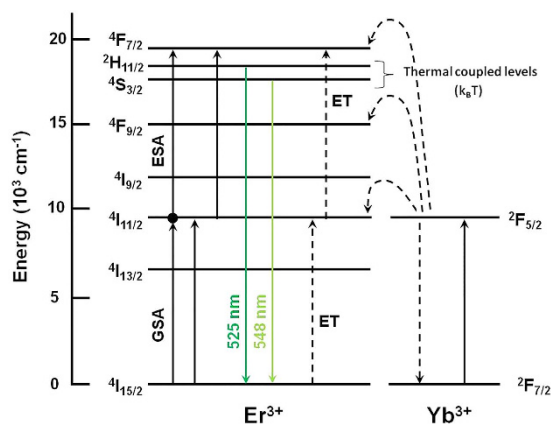 Energy (10³ cm⁻¹)
20
15
10
5
0
⁴F₇/₂
²H₁₁/₂
⁴S₃/₂
⁴F₉/₂
⁴I₉/₂
⁴I₁₁/₂
⁴I₁₃/₂
⁴I₁₅/₂
ESA
GSA
525 nm
548 nm
ET
ET
Thermal coupled levels
(k_BT)
²F₅/₂
²F₇/₂
Er³⁺
Yb³⁺